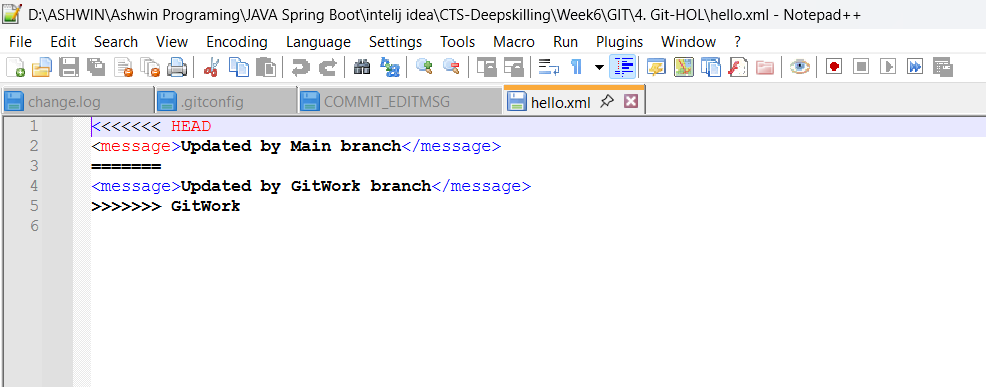 D:\ASHWIN\Ashwin Programing\JAVA Spring Boot\intelij idea\CTS-Deepskilling\Week6\GIT\4. Git-HOL\hello.xml - Notepad++
File Edit Search View Encoding Language Settings Tools Macro Run Plugins Window ?
change.log .gitconfig COMMIT_EDITMSG hello.xml
1 <<<<<<< HEAD
2 <message>Updated by Main branch</message>
3 =======
4 <message>Updated by GitWork branch</message>
5 >>>>>>> GitWork
6